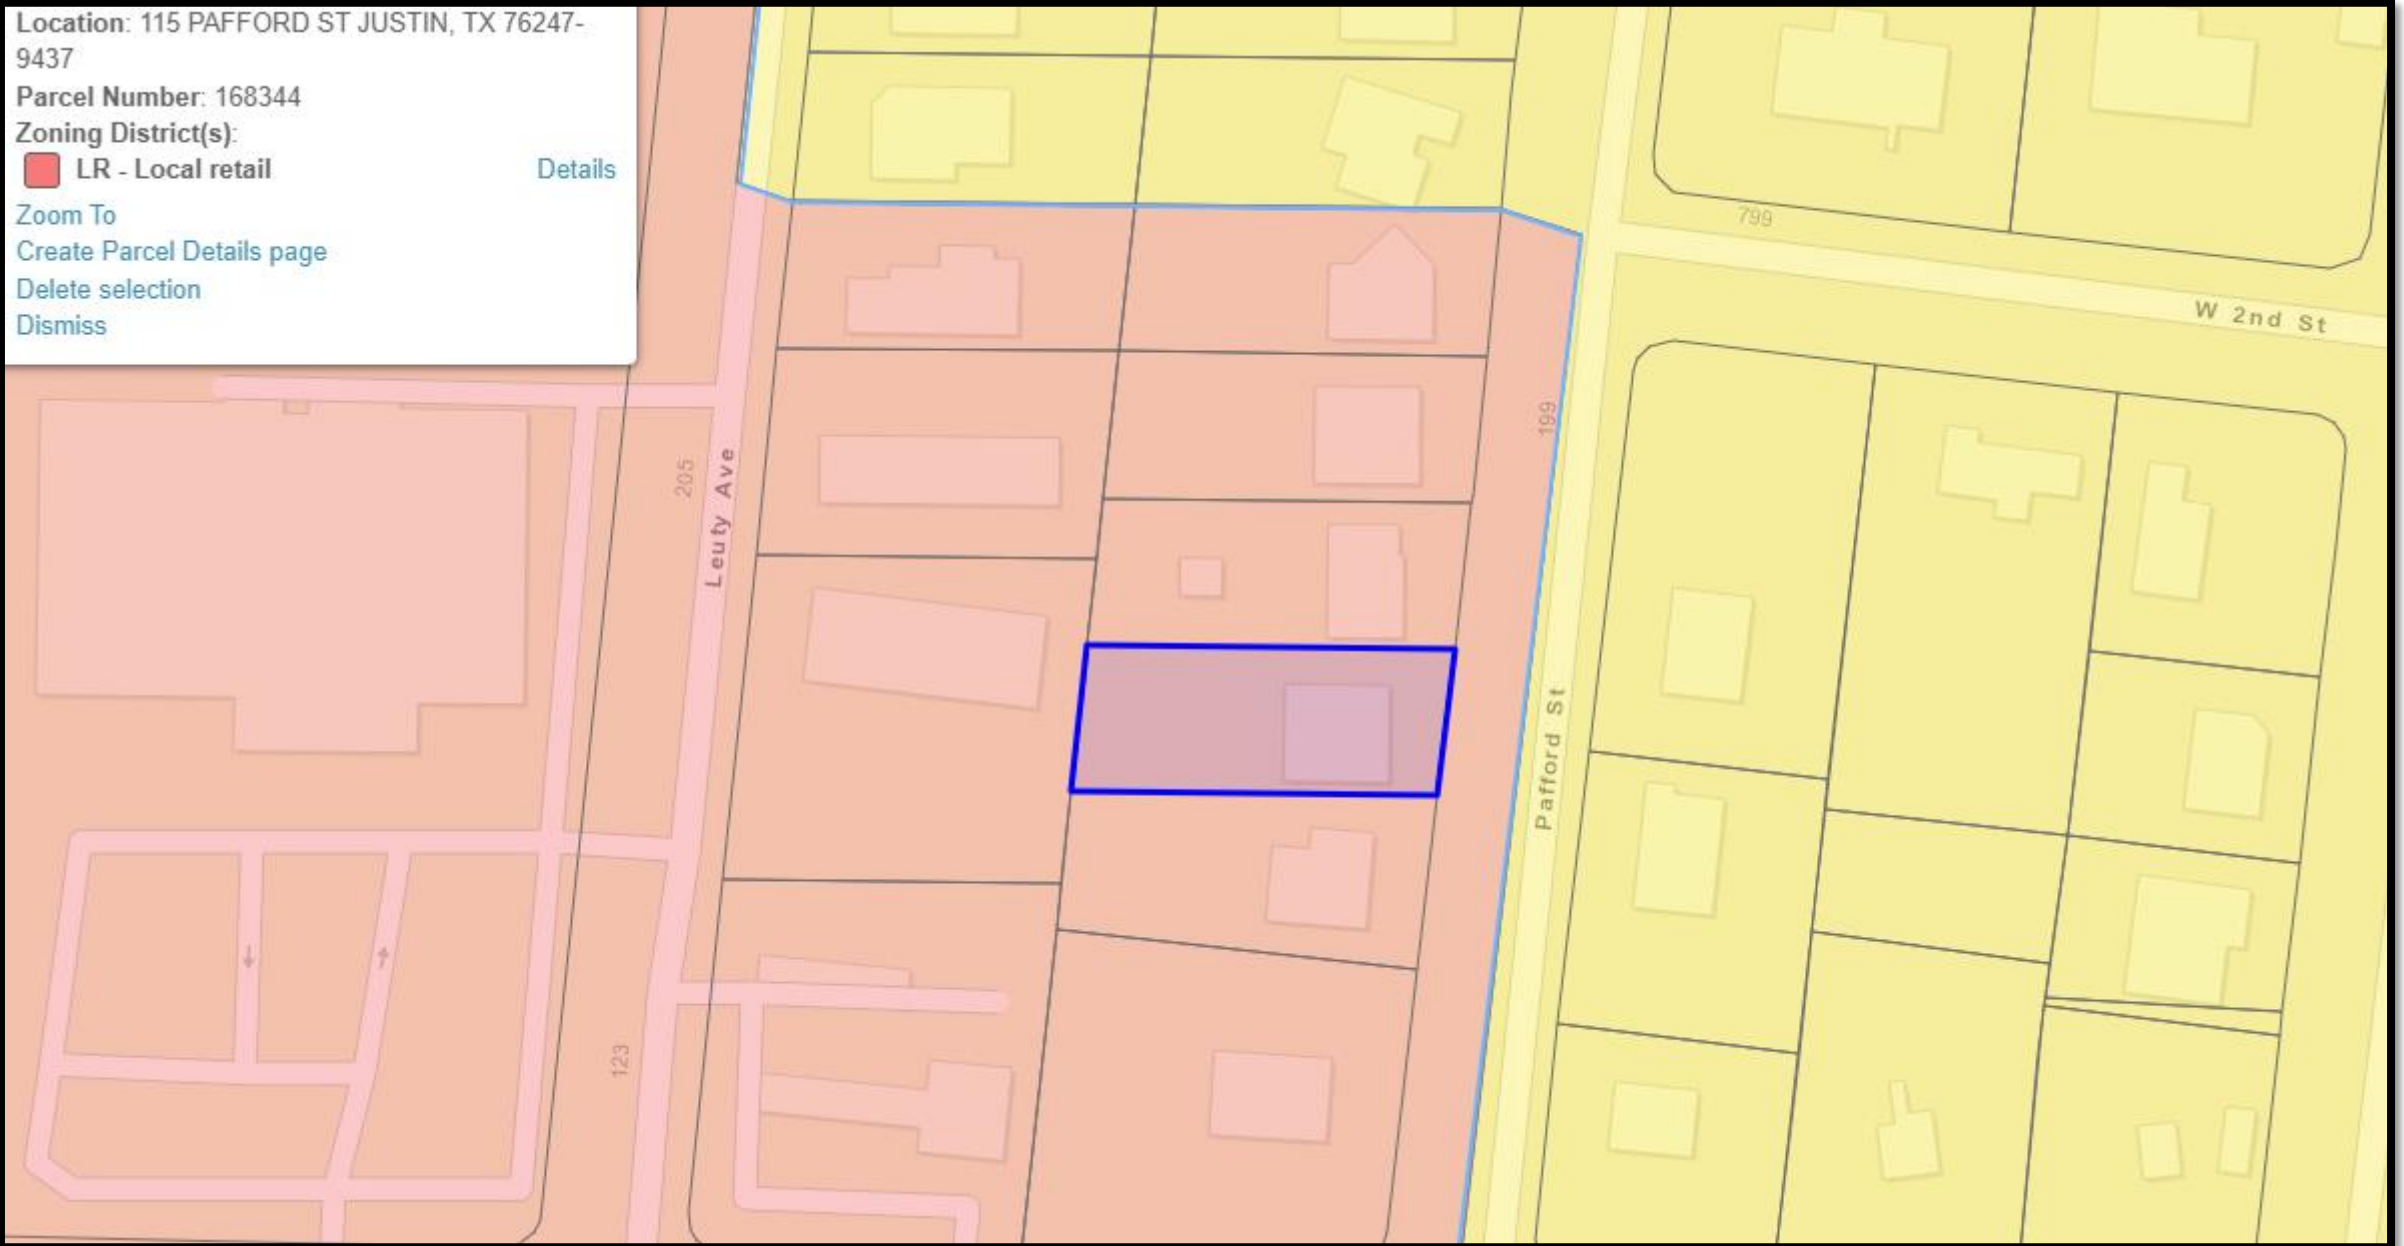 Location: 115 PAFFORD ST JUSTIN, TX 76247-
9437
Parcel Number: 168344
Zoning District(s):
LR - Local retail Details
Zoom To
Create Parcel Details page
Delete selection
Dismiss
799
W 2nd St
199
205
Leuty Ave
Pafford St
123